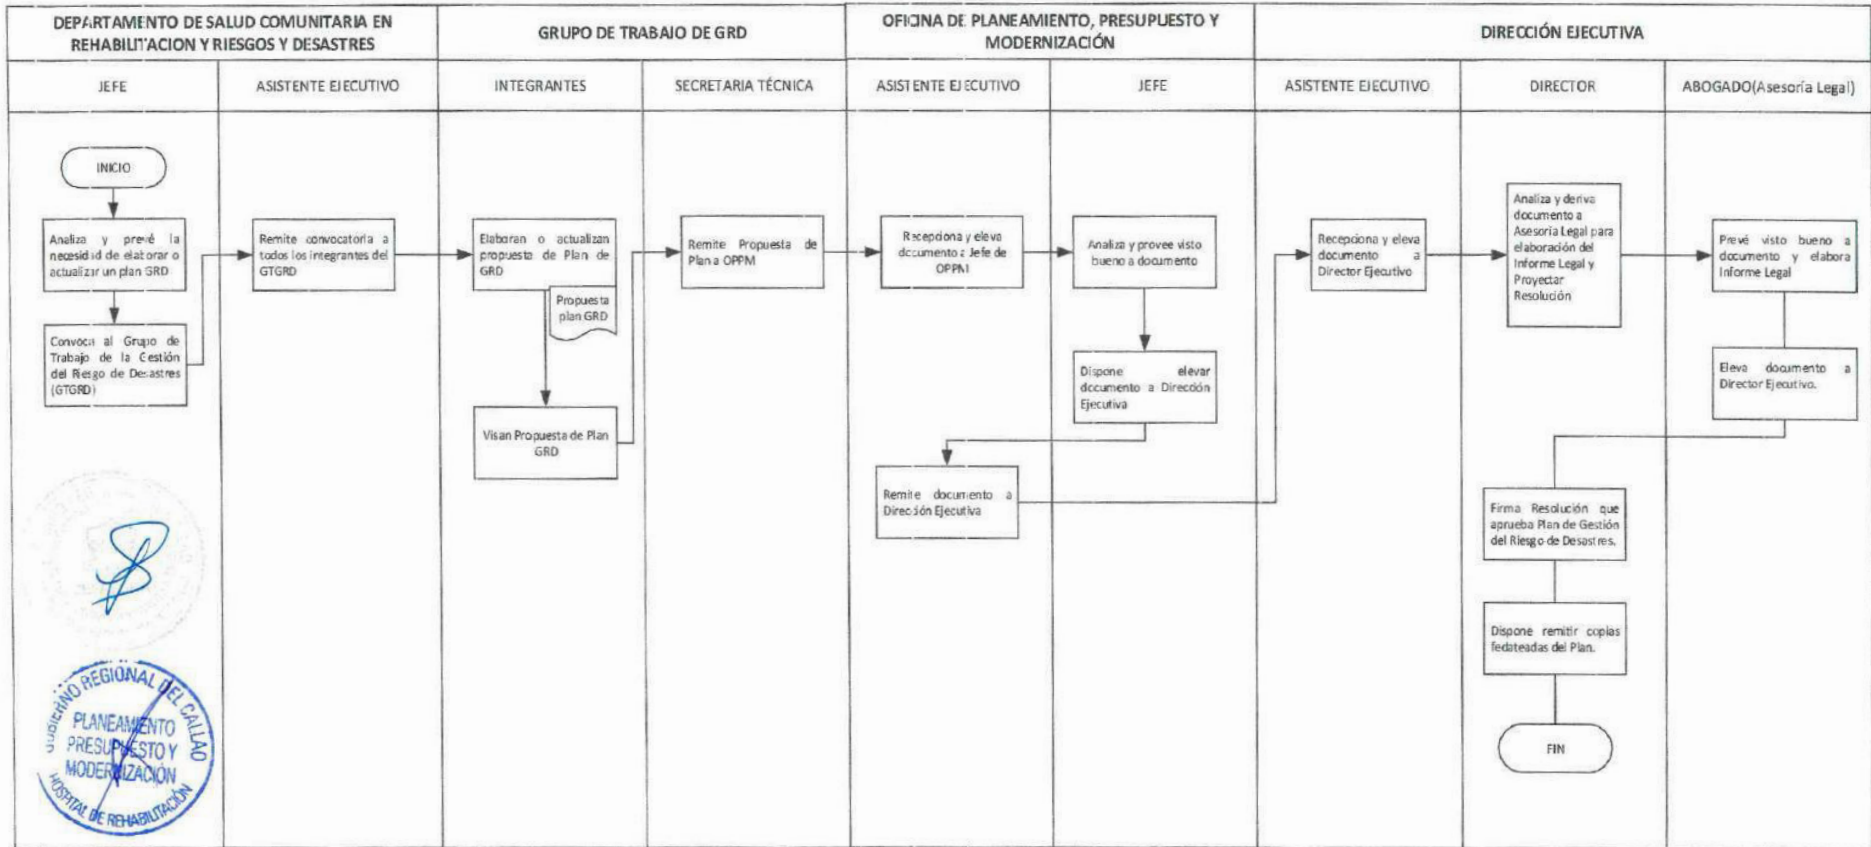 DEPARTAMENTO DE SALUD COMUNITARIA EN
REHABILITACION Y RIESGOS Y DESASTRES
GRUPO DE TRABAJO DE GRD
OFICINA DE PLANEAMIENTO, PRESUPUESTO Y
MODERNIZACIÓN
DIRECCIÓN EJECUTIVA
JEFE
ASISTENTE EJECUTIVO
INTEGRANTES
SECRETARIA TÉCNICA
ASISTENTE EJECUTIVO
JEFE
ASISTENTE EJECUTIVO
DIRECTOR
ABOGADO(Asesoría Legal)
INICIO
Analiza y prevé la
necesidad de elaborar o
actualizar un plan GRD
Convoca al Grupo de
Trabajo de la Gestión
del Riesgo de Desastres
(GTGRD)
Remite convocatoria a
todos los integrantes del
GTGRD
Elaboran o actualizan
propuesta de Plan de
GRD
Propuesta
plan GRD
Visan Propuesta de Plan
GRD
Remite Propuesta de
Plan a OPPM
Recepciona y eleva
documento a Jefe de
OPPM
Analiza y provee visto
bueno a documento
Dispone elevar
documento a Dirección
Ejecutiva
Remite documento a
Dirección Ejecutiva
Recepciona y eleva
documento a
Director Ejecutivo
Analiza y deriva
documento a
Asesoría Legal para
elaboración del
Informe Legal y
Proyectar
Resolución
Prevé visto bueno a
documento y elabora
Informe Legal
Eleva documento a
Director Ejecutivo.
Firma Resolución que
aprueba Plan de Gestión
del Riesgo de Desastres.
Dispone remitir copias
fedateadas del Plan.
FIN
GOBIERNO REGIONAL DEL CALLAO
PLANEAMIENTO
PRESUPUESTO Y
MODERNIZACIÓN
HOSPITAL DE REHABILITACIÓN